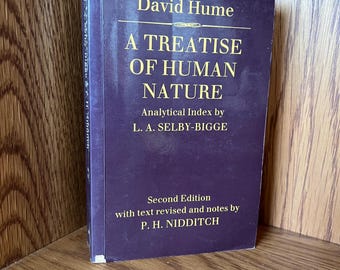 David Hume
A TREATISE
OF HUMAN
NATURE
Analytical Index by
L. A. SELBY-BIGGE
Second Edition
with text revised and notes by
P. H. NIDDITCH